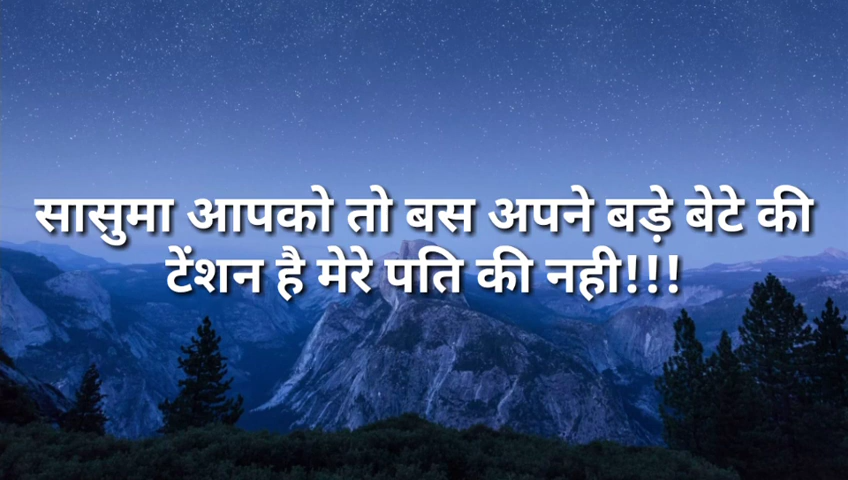 सासुमा आपको तो बस अपने बड़े बेटे की
टेंशन है मेरे पति की नही!!!